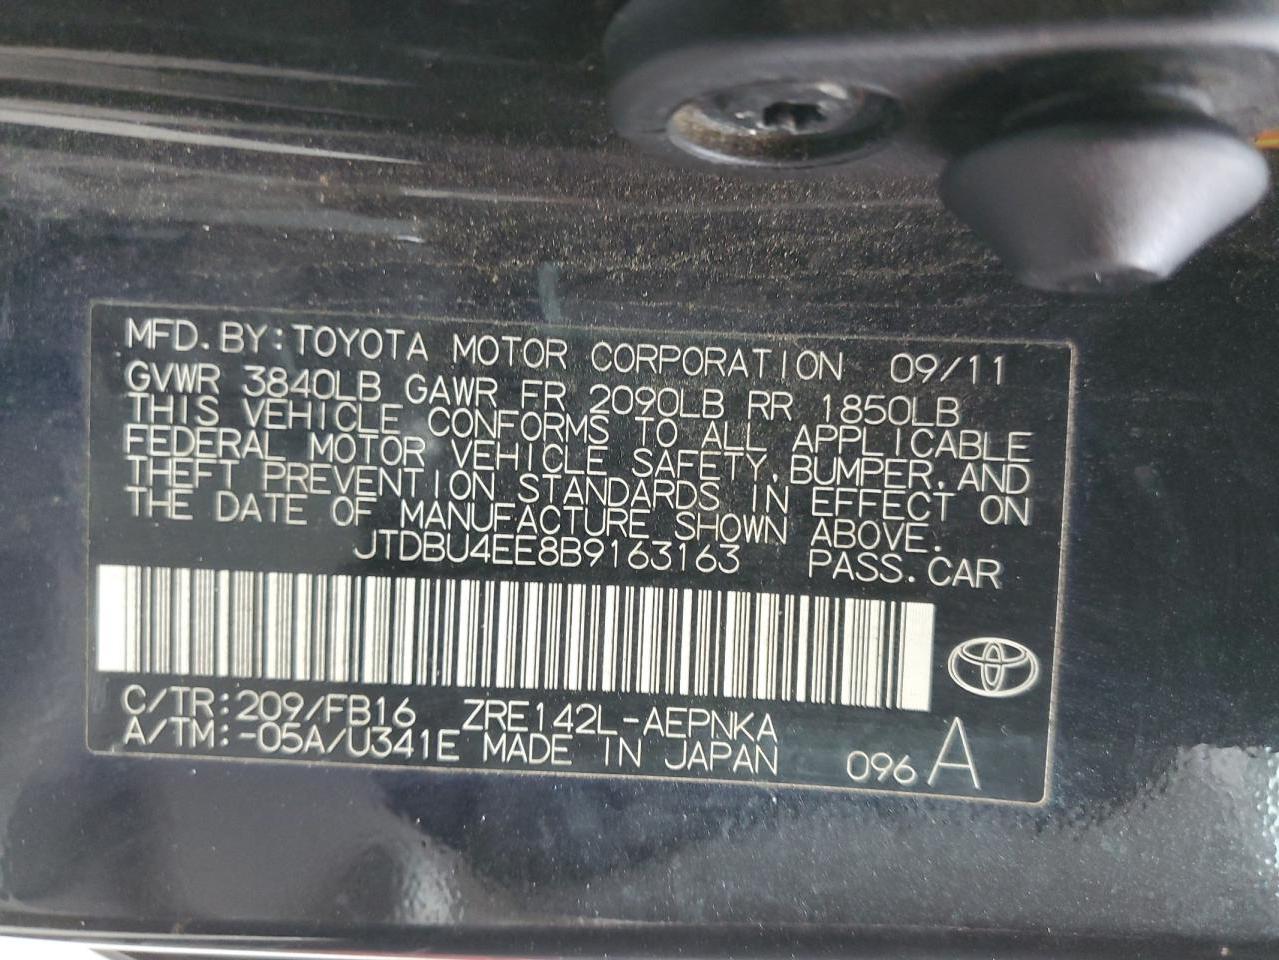 MFD.BY:TOYOTA MOTOR CORPORATION 09/11
GVWR 3840LB GAWR FR 2090LB RR 1850LB
THIS VEHICLE CONFORMS TO ALL APPLICABLE
FEDERAL MOTOR VEHICLE SAFETY,BUMPER,AND
THEFT PREVENTION STANDARDS IN EFFECT ON
THE DATE OF MANUFACTURE SHOWN ABOVE.
JTDBU4EE8B9163163 PASS.CAR
C/TR:209/FB16 ZRE142L-AEPNKA
A/TM:-05A/U341E MADE IN JAPAN 096 A